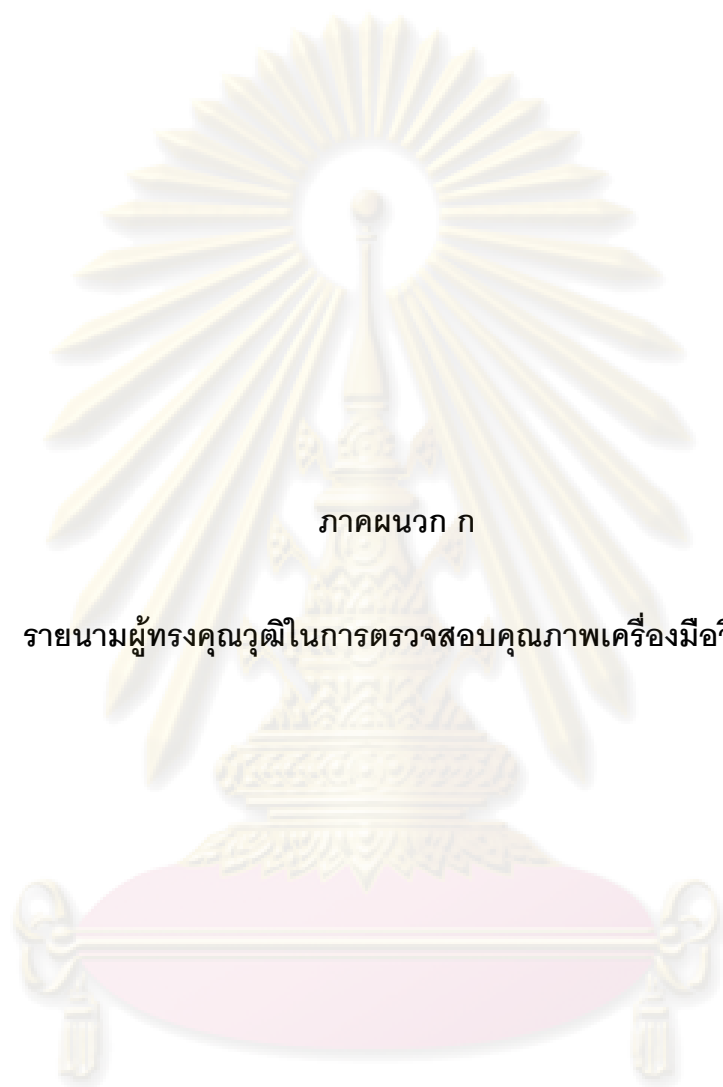 ภาคผนวก ก
รายนามผู้ทรงคุณวุฒิในการตรวจสอบคุณภาพเครื่องมือ